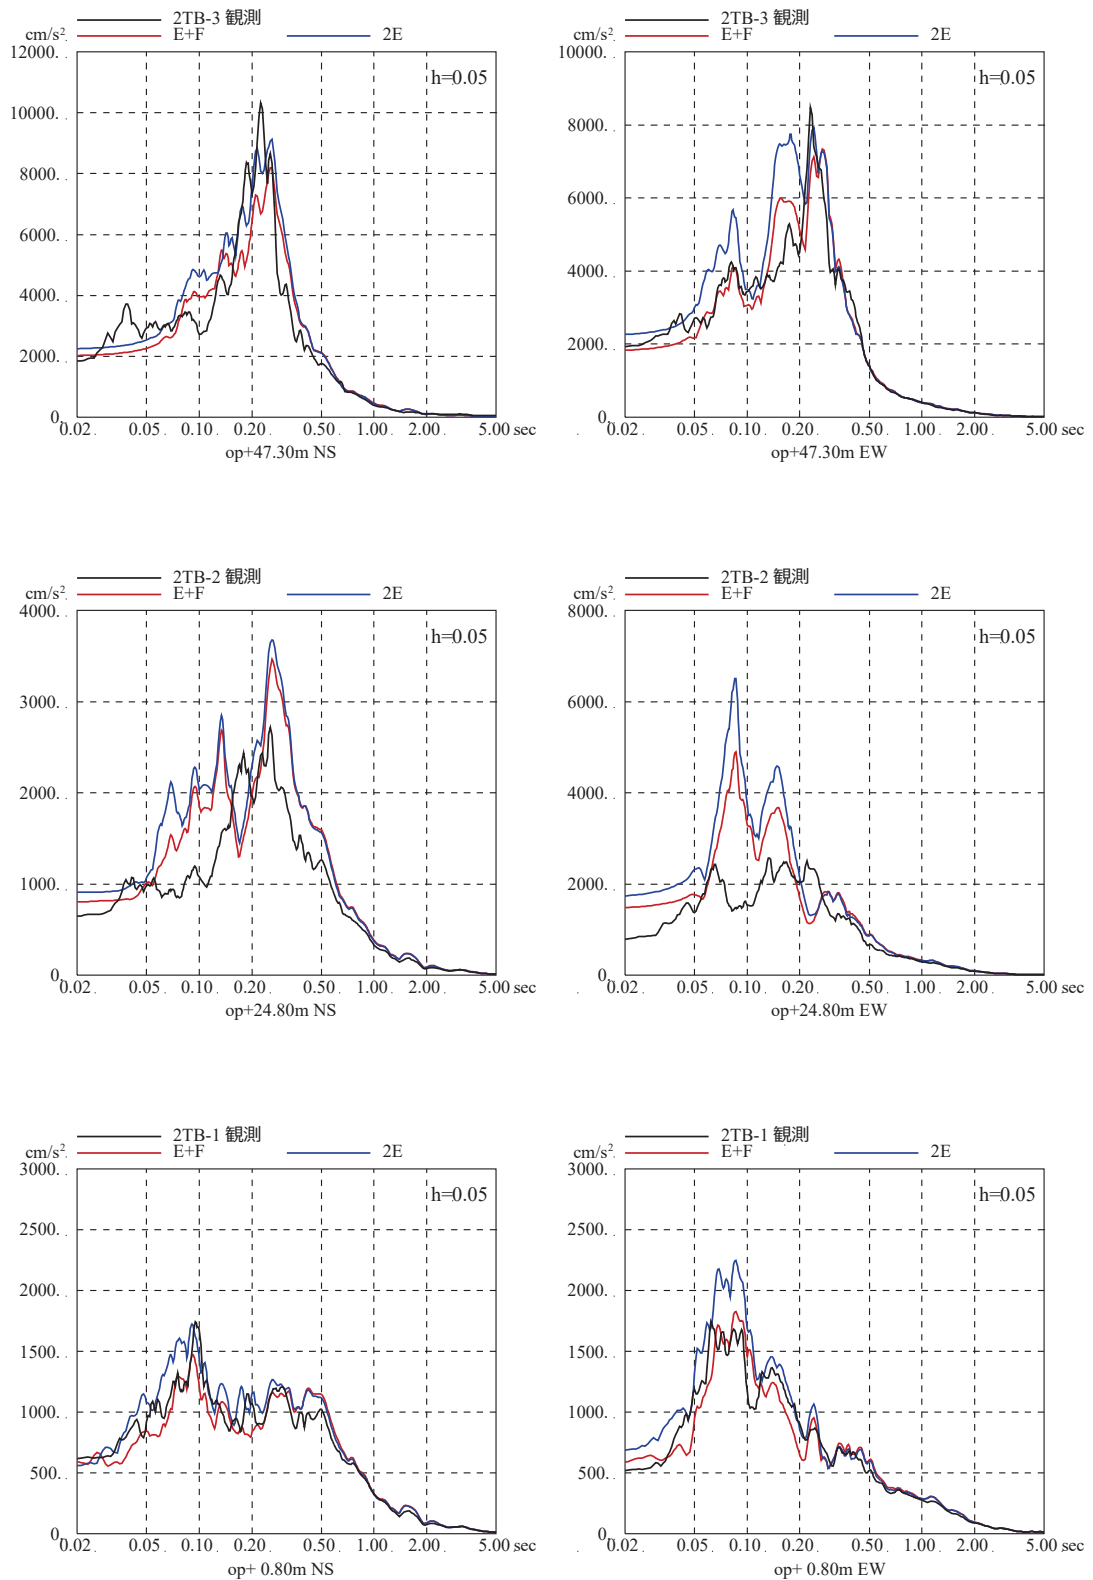 2TB-3 観測
cm/s². E+F 2E
12000.
h=0.05
10000.
8000.
6000.
4000.
2000.
0.
0.02 0.05 0.10 0.20 0.50 1.00 2.00 5.00 sec
op+47.30m NS
2TB-3 観測
cm/s². E+F 2E
10000.
h=0.05
8000.
6000.
4000.
2000.
0.
0.02 0.05 0.10 0.20 0.50 1.00 2.00 5.00 sec
op+47.30m EW
2TB-2 観測
cm/s². E+F 2E
4000.
h=0.05
3000.
2000.
1000.
0.
0.02 0.05 0.10 0.20 0.50 1.00 2.00 5.00 sec
op+24.80m NS
2TB-2 観測
cm/s². E+F 2E
8000.
h=0.05
6000.
4000.
2000.
0.
0.02 0.05 0.10 0.20 0.50 1.00 2.00 5.00 sec
op+24.80m EW
2TB-1 観測
cm/s². E+F 2E
3000.
h=0.05
2500.
2000.
1500.
1000.
500.
0.
0.02 0.05 0.10 0.20 0.50 1.00 2.00 5.00 sec
op+ 0.80m NS
2TB-1 観測
cm/s². E+F 2E
3000.
h=0.05
2500.
2000.
1500.
1000.
500.
0.
0.02 0.05 0.10 0.20 0.50 1.00 2.00 5.00 sec
op+ 0.80m EW